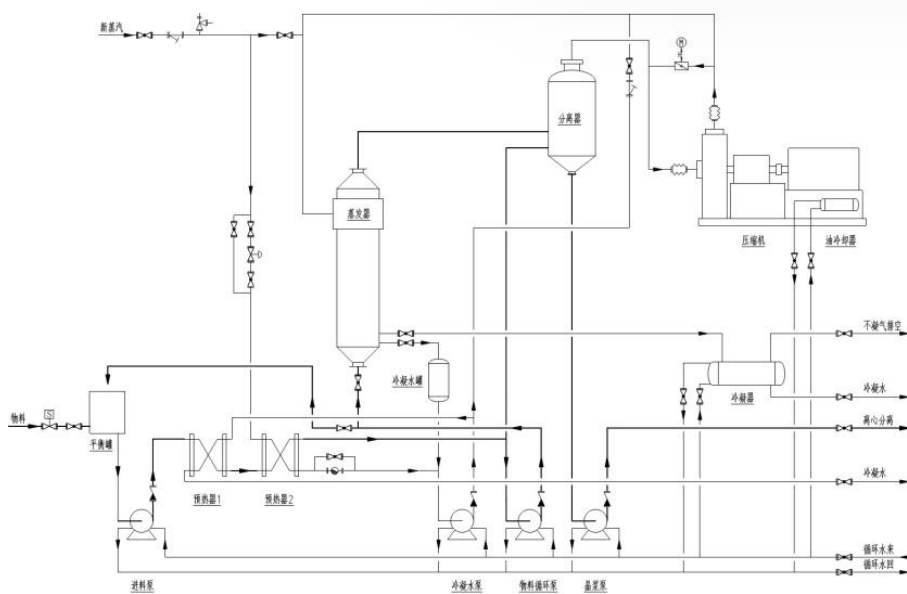 新蒸汽
M
分离器
蒸发器
压缩机
油冷却器
不凝气排空
冷凝水罐
冷凝器
冷凝水
S
物料
平衡罐
离心分离
预热器1
预热器2
冷凝水
循环水来
循环水回
进料泵
冷凝水泵
物料循环泵
晶浆泵